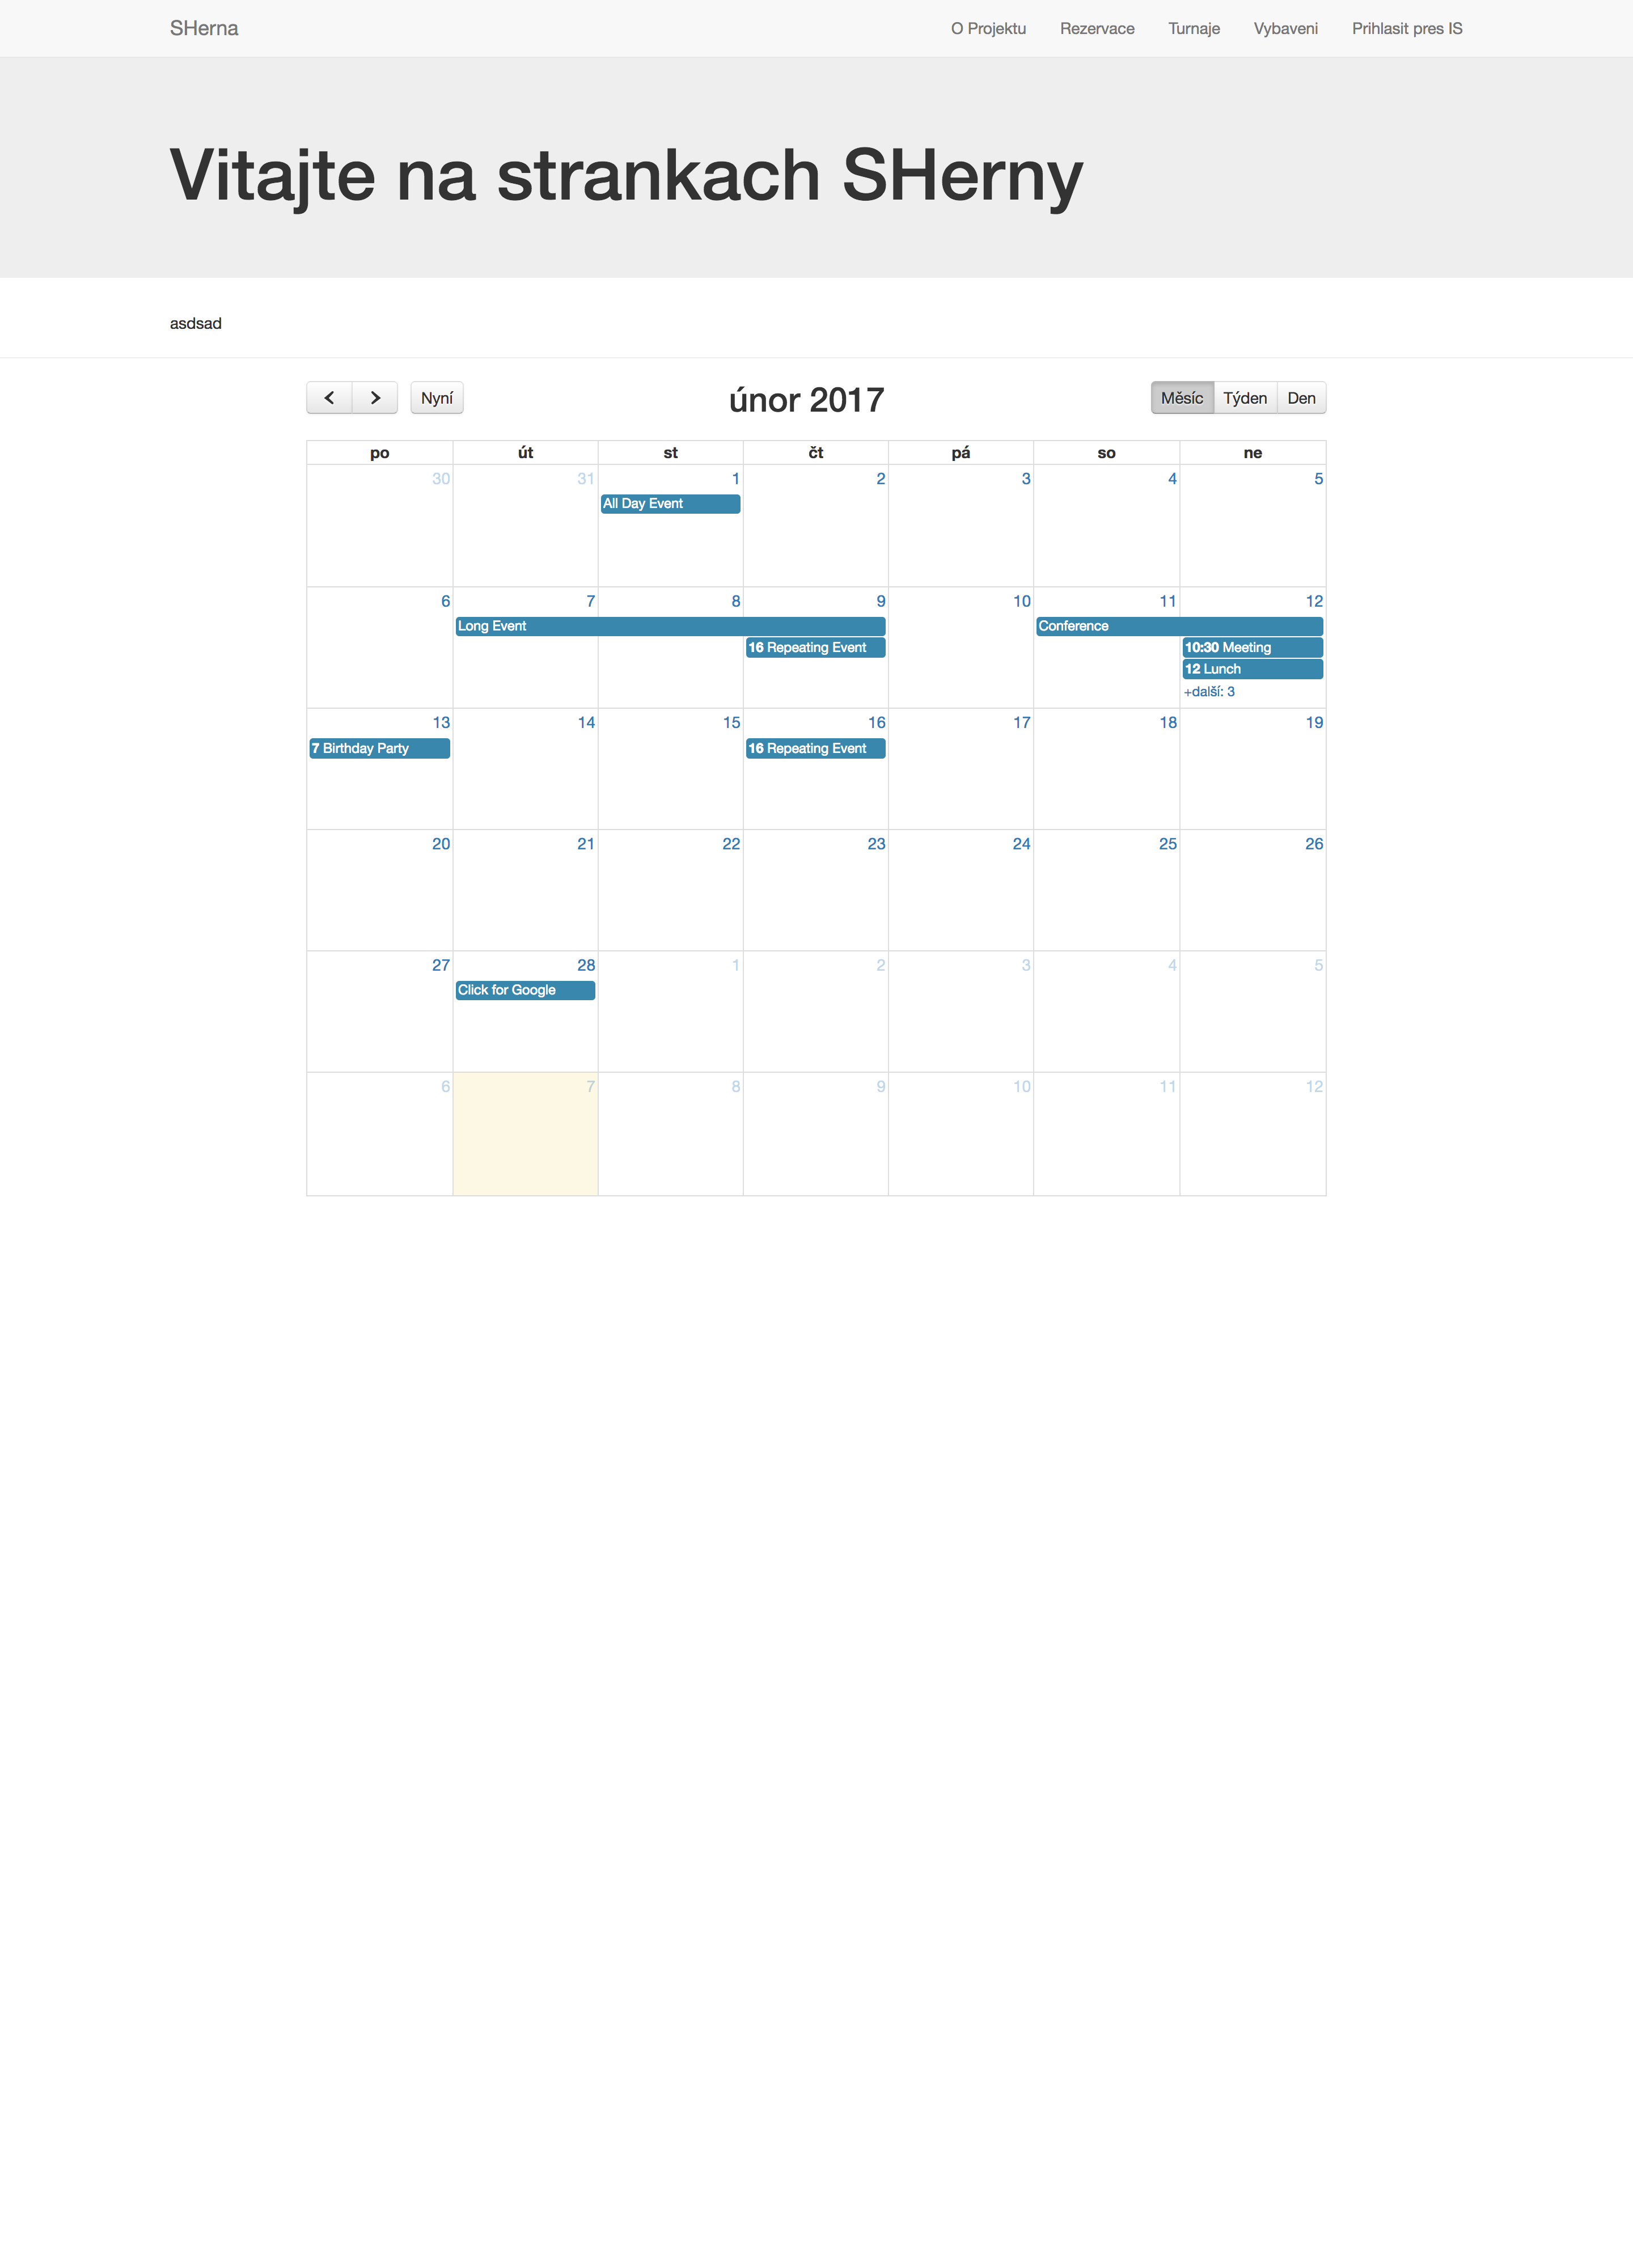 SHerna O Projektu Rezervace Turnaje Vybaveni Prihlasit pres IS
Vitajte na strankach SHerny
asdsad
Nyní únor 2017 Měsíc Týden Den
po út st čt pá so ne
30 31 1 2 3 4 5
All Day Event
6 7 8 9 10 11 12
Long Event Conference
16 Repeating Event 10:30 Meeting
12 Lunch
+další: 3
13 14 15 16 17 18 19
7 Birthday Party 16 Repeating Event
20 21 22 23 24 25 26
27 28 1 2 3 4 5
Click for Google
6 7 8 9 10 11 12